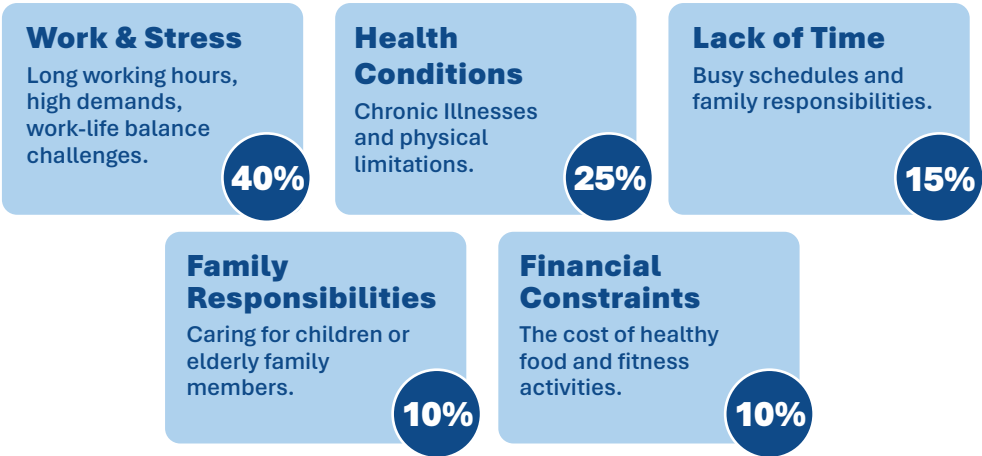 Work & Stress
Long working hours,
high demands,
work-life balance
challenges.
40%
Health
Conditions
Chronic Illnesses
and physical
limitations.
25%
Lack of Time
Busy schedules and
family responsibilities.
15%
Family
Responsibilities
Caring for children or
elderly family
members.
10%
Financial
Constraints
The cost of healthy
food and fitness
activities.
10%